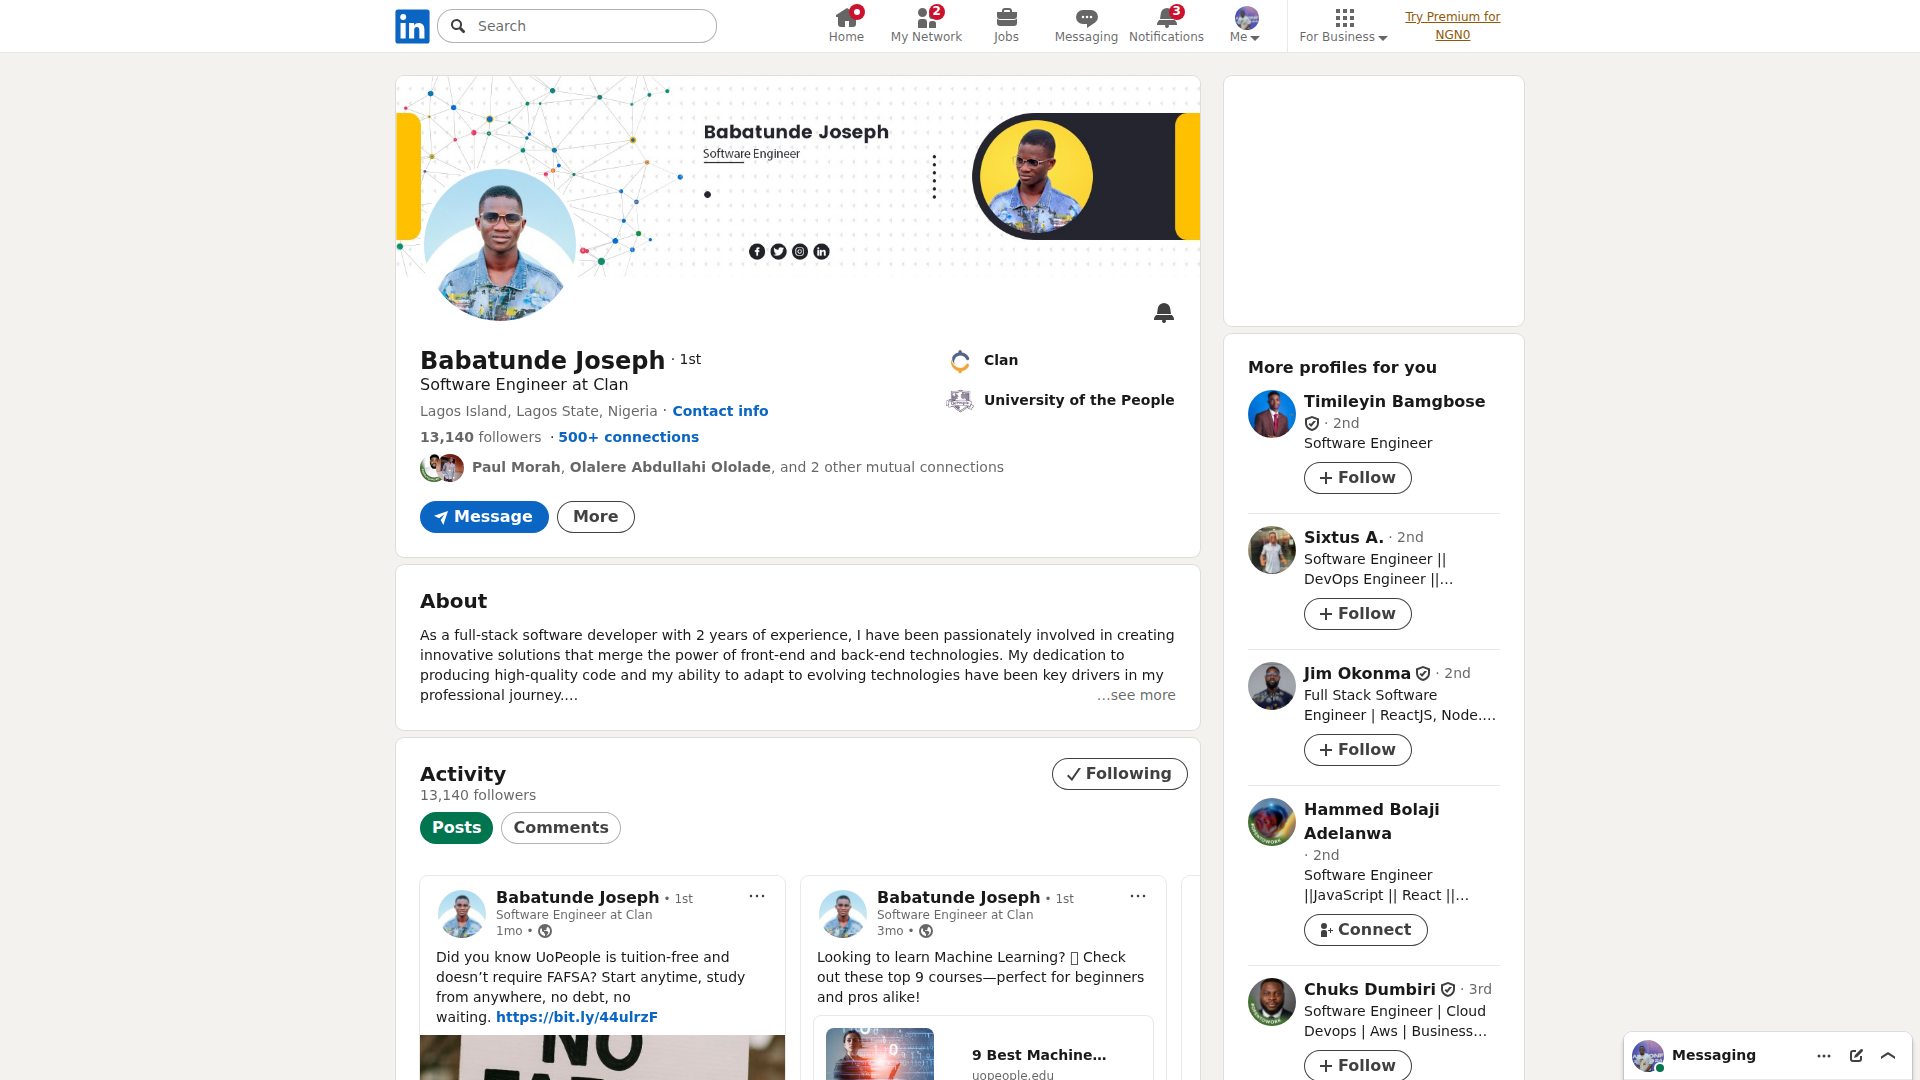 in
Search
Home
2
My Network
Jobs
Messaging
3
Notifications
Me
For Business
Try Premium for
NGN0
Babatunde Joseph
Software Engineer
Babatunde Joseph · 1st
Software Engineer at Clan
Lagos Island, Lagos State, Nigeria · Contact info
13,140 followers · 500+ connections
Paul Morah, Olalere Abdullahi Ololade, and 2 other mutual connections
Message
More
Clan
University of the People
About
As a full-stack software developer with 2 years of experience, I have been passionately involved in creating
innovative solutions that merge the power of front-end and back-end technologies. My dedication to
producing high-quality code and my ability to adapt to evolving technologies have been key drivers in my
professional journey.…
…see more
Activity
13,140 followers
Following
Posts
Comments
Babatunde Joseph • 1st
Software Engineer at Clan
1mo •
Did you know UoPeople is tuition-free and
doesn’t require FAFSA? Start anytime, study
from anywhere, no debt, no
waiting. https://bit.ly/44ulrzF
NO
Babatunde Joseph • 1st
Software Engineer at Clan
3mo •
Looking to learn Machine Learning? Check
out these top 9 courses—perfect for beginners
and pros alike!
9 Best Machine…
uopeople.edu
More profiles for you
Timileyin Bamgbose
· 2nd
Software Engineer
Follow
Sixtus A. · 2nd
Software Engineer ||
DevOps Engineer ||…
Follow
Jim Okonma · 2nd
Full Stack Software
Engineer | ReactJS, Node.…
Follow
Hammed Bolaji
Adelanwa
· 2nd
Software Engineer
||JavaScript || React ||…
Connect
Chuks Dumbiri · 3rd
Software Engineer | Cloud
Devops | Aws | Business…
Follow
Messaging